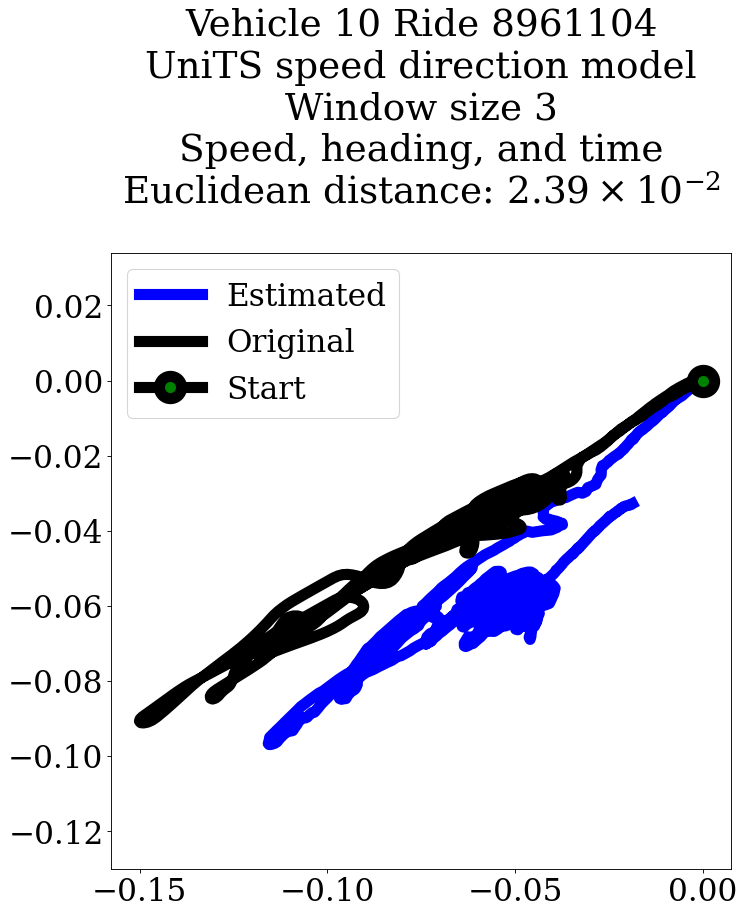 Vehicle 10 Ride 8961104
UniTS speed direction model
Window size 3
Speed, heading, and time
Euclidean distance: 2.39 × 10⁻²
Estimated
Original
Start
0.02
0.00
−0.02
−0.04
−0.06
−0.08
−0.10
−0.12
−0.15
−0.10
−0.05
0.00